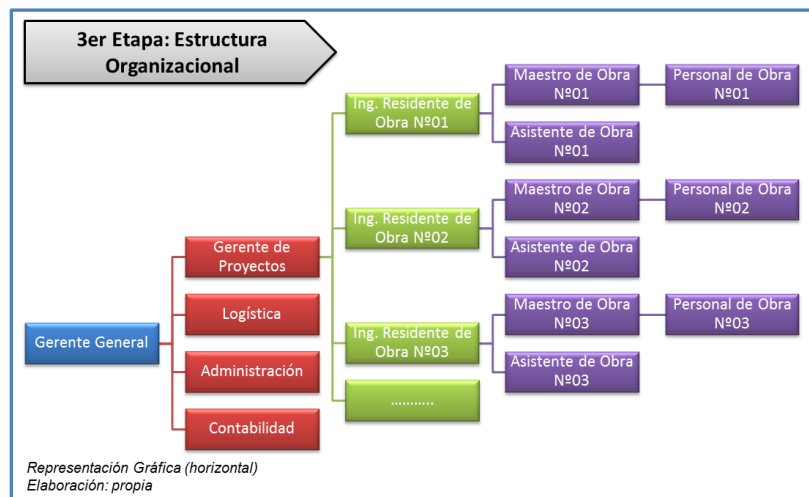 3er Etapa: Estructura
Organizacional
Gerente General
Gerente de
Proyectos
Logística
Administración
Contabilidad
Ing. Residente de
Obra Nº01
Maestro de Obra
Nº01
Personal de Obra
Nº01
Asistente de Obra
Nº01
Ing. Residente de
Obra Nº02
Maestro de Obra
Nº02
Personal de Obra
Nº02
Asistente de Obra
Nº02
Ing. Residente de
Obra Nº03
Maestro de Obra
Nº03
Personal de Obra
Nº03
Asistente de Obra
Nº03
...........
Representación Gráfica (horizontal)
Elaboración: propia